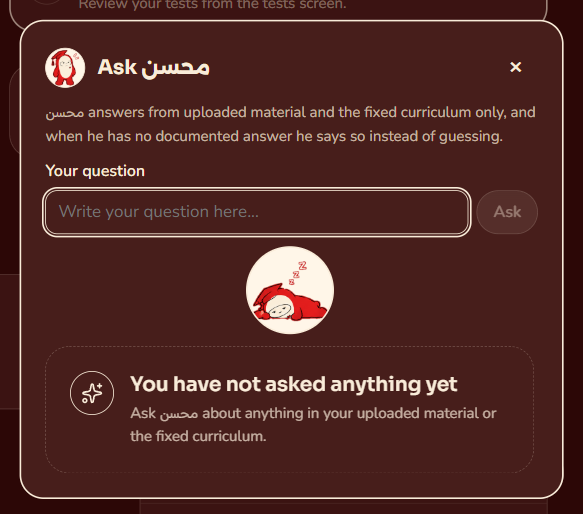 Review your tests from the tests screen.
Ask محسن
×
محسن answers from uploaded material and the fixed curriculum only, and
when he has no documented answer he says so instead of guessing.
Your question
Write your question here...
Ask
z
z
z
You have not asked anything yet
Ask محسن about anything in your uploaded material or
the fixed curriculum.